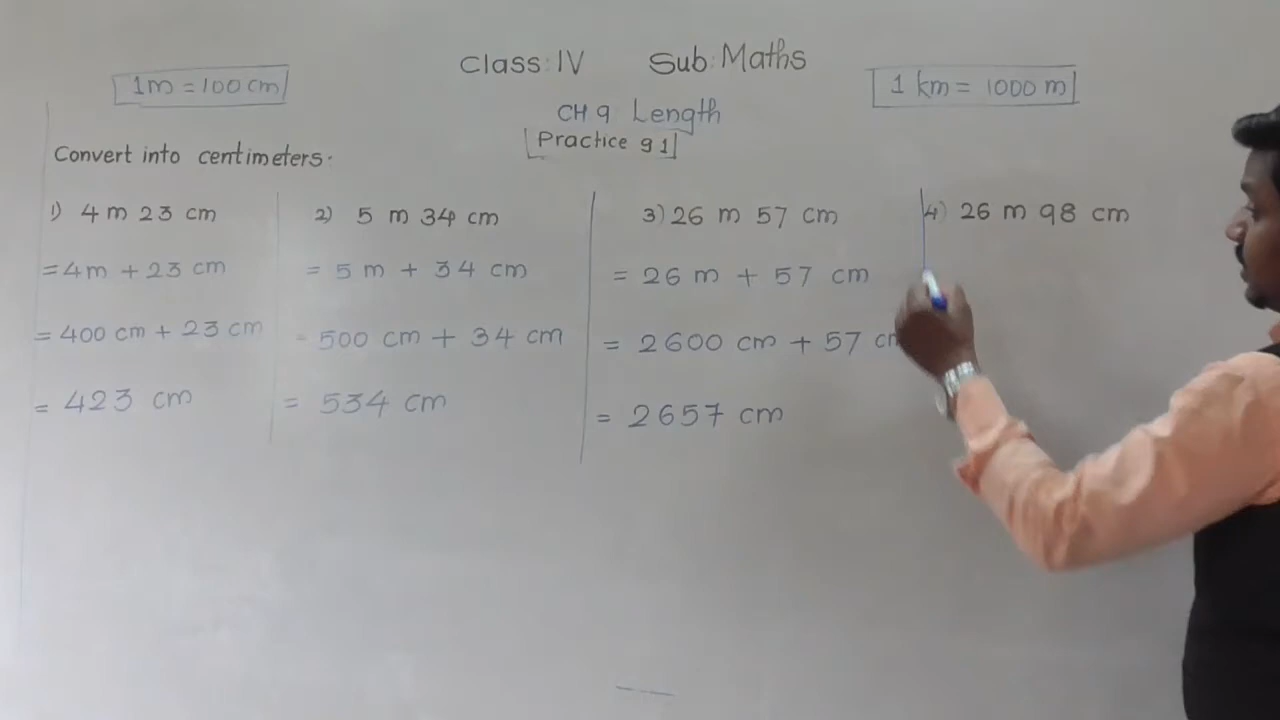 Class: IV Sub: Maths
1m = 100 cm
1 km = 1000 m
CH 9 Length
Practice 9 1
Convert into centimeters.
1) 4 m 23 cm
= 4m + 23 cm
= 400 cm + 23 cm
= 423 cm
2) 5 m 34 cm
= 5 m + 34 cm
= 500 cm + 34 cm
= 534 cm
3) 26 m 57 cm
= 26 m + 57 cm
= 2600 cm + 57 cm
= 2657 cm
4) 26 m 98 cm